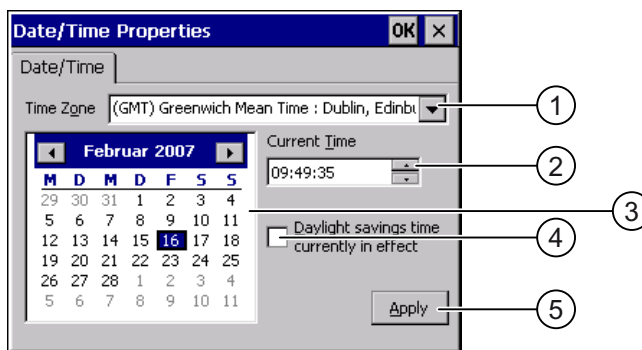 Date/Time Properties OK ×
Date/Time
Time Zone (GMT) Greenwich Mean Time : Dublin, Edinbu
1
Februar 2007
Current Time
09:49:35
2
M D M D F S S
29 30 31 1 2 3 4
5 6 7 8 9 10 11
12 13 14 15 16 17 18
19 20 21 22 23 24 25
26 27 28 1 2 3 4
5 6 7 8 9 10 11
3
Daylight savings time
currently in effect
4
Apply
5